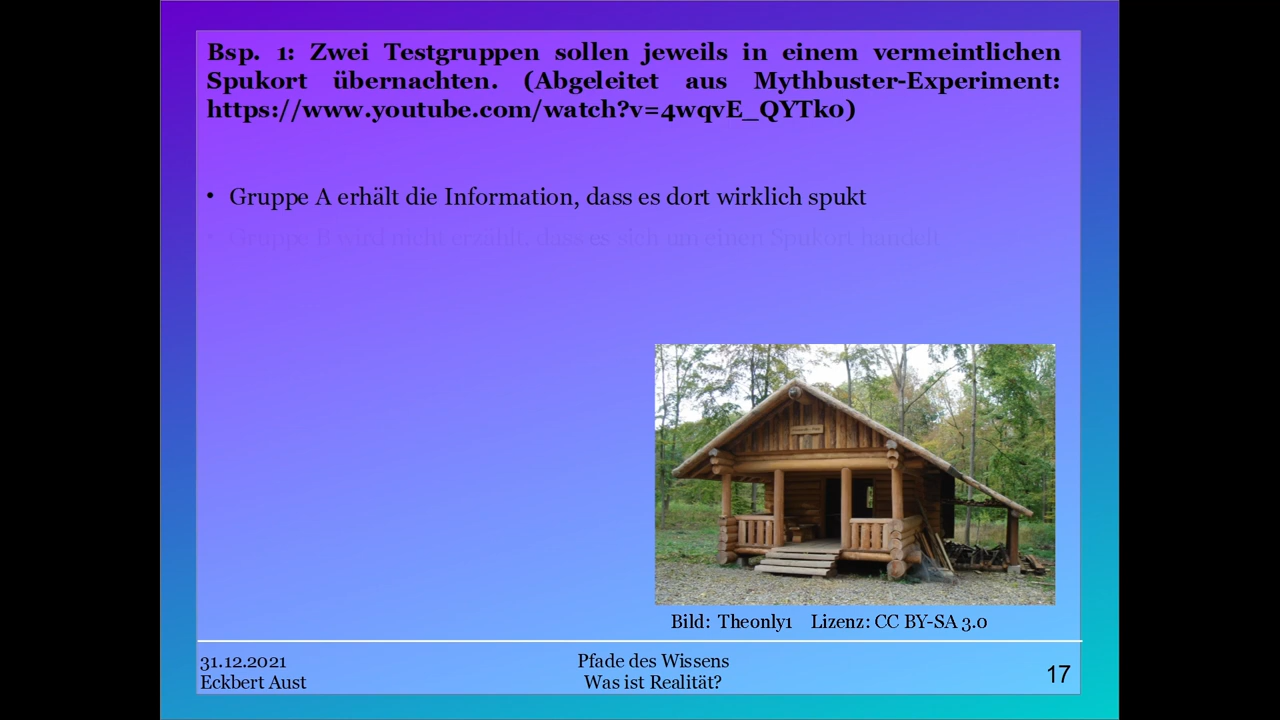 Bsp. 1: Zwei Testgruppen sollen jeweils in einem vermeintlichen
Spukort übernachten. (Abgeleitet aus Mythbuster-Experiment:
https://www.youtube.com/watch?v=4wqvE_QYTk0)
• Gruppe A erhält die Information, dass es dort wirklich spukt
• Gruppe B wird nicht erzählt, dass es sich um einen Spukort handelt
Bild: Theonly1 Lizenz: CC BY-SA 3.0
31.12.2021
Eckbert Aust
Pfade des Wissens
Was ist Realität?
17